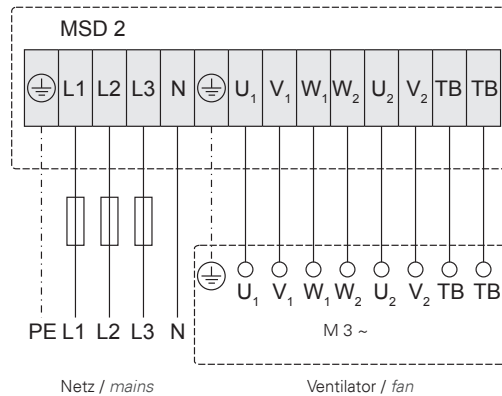 MSD 2
L1 L2 L3 N U₁ V₁ W₁ W₂ U₂ V₂ TB TB
U₁ V₁ W₁ W₂ U₂ V₂ TB TB
PE L1 L2 L3 N
M 3 ~
Netz / mains
Ventilator / fan